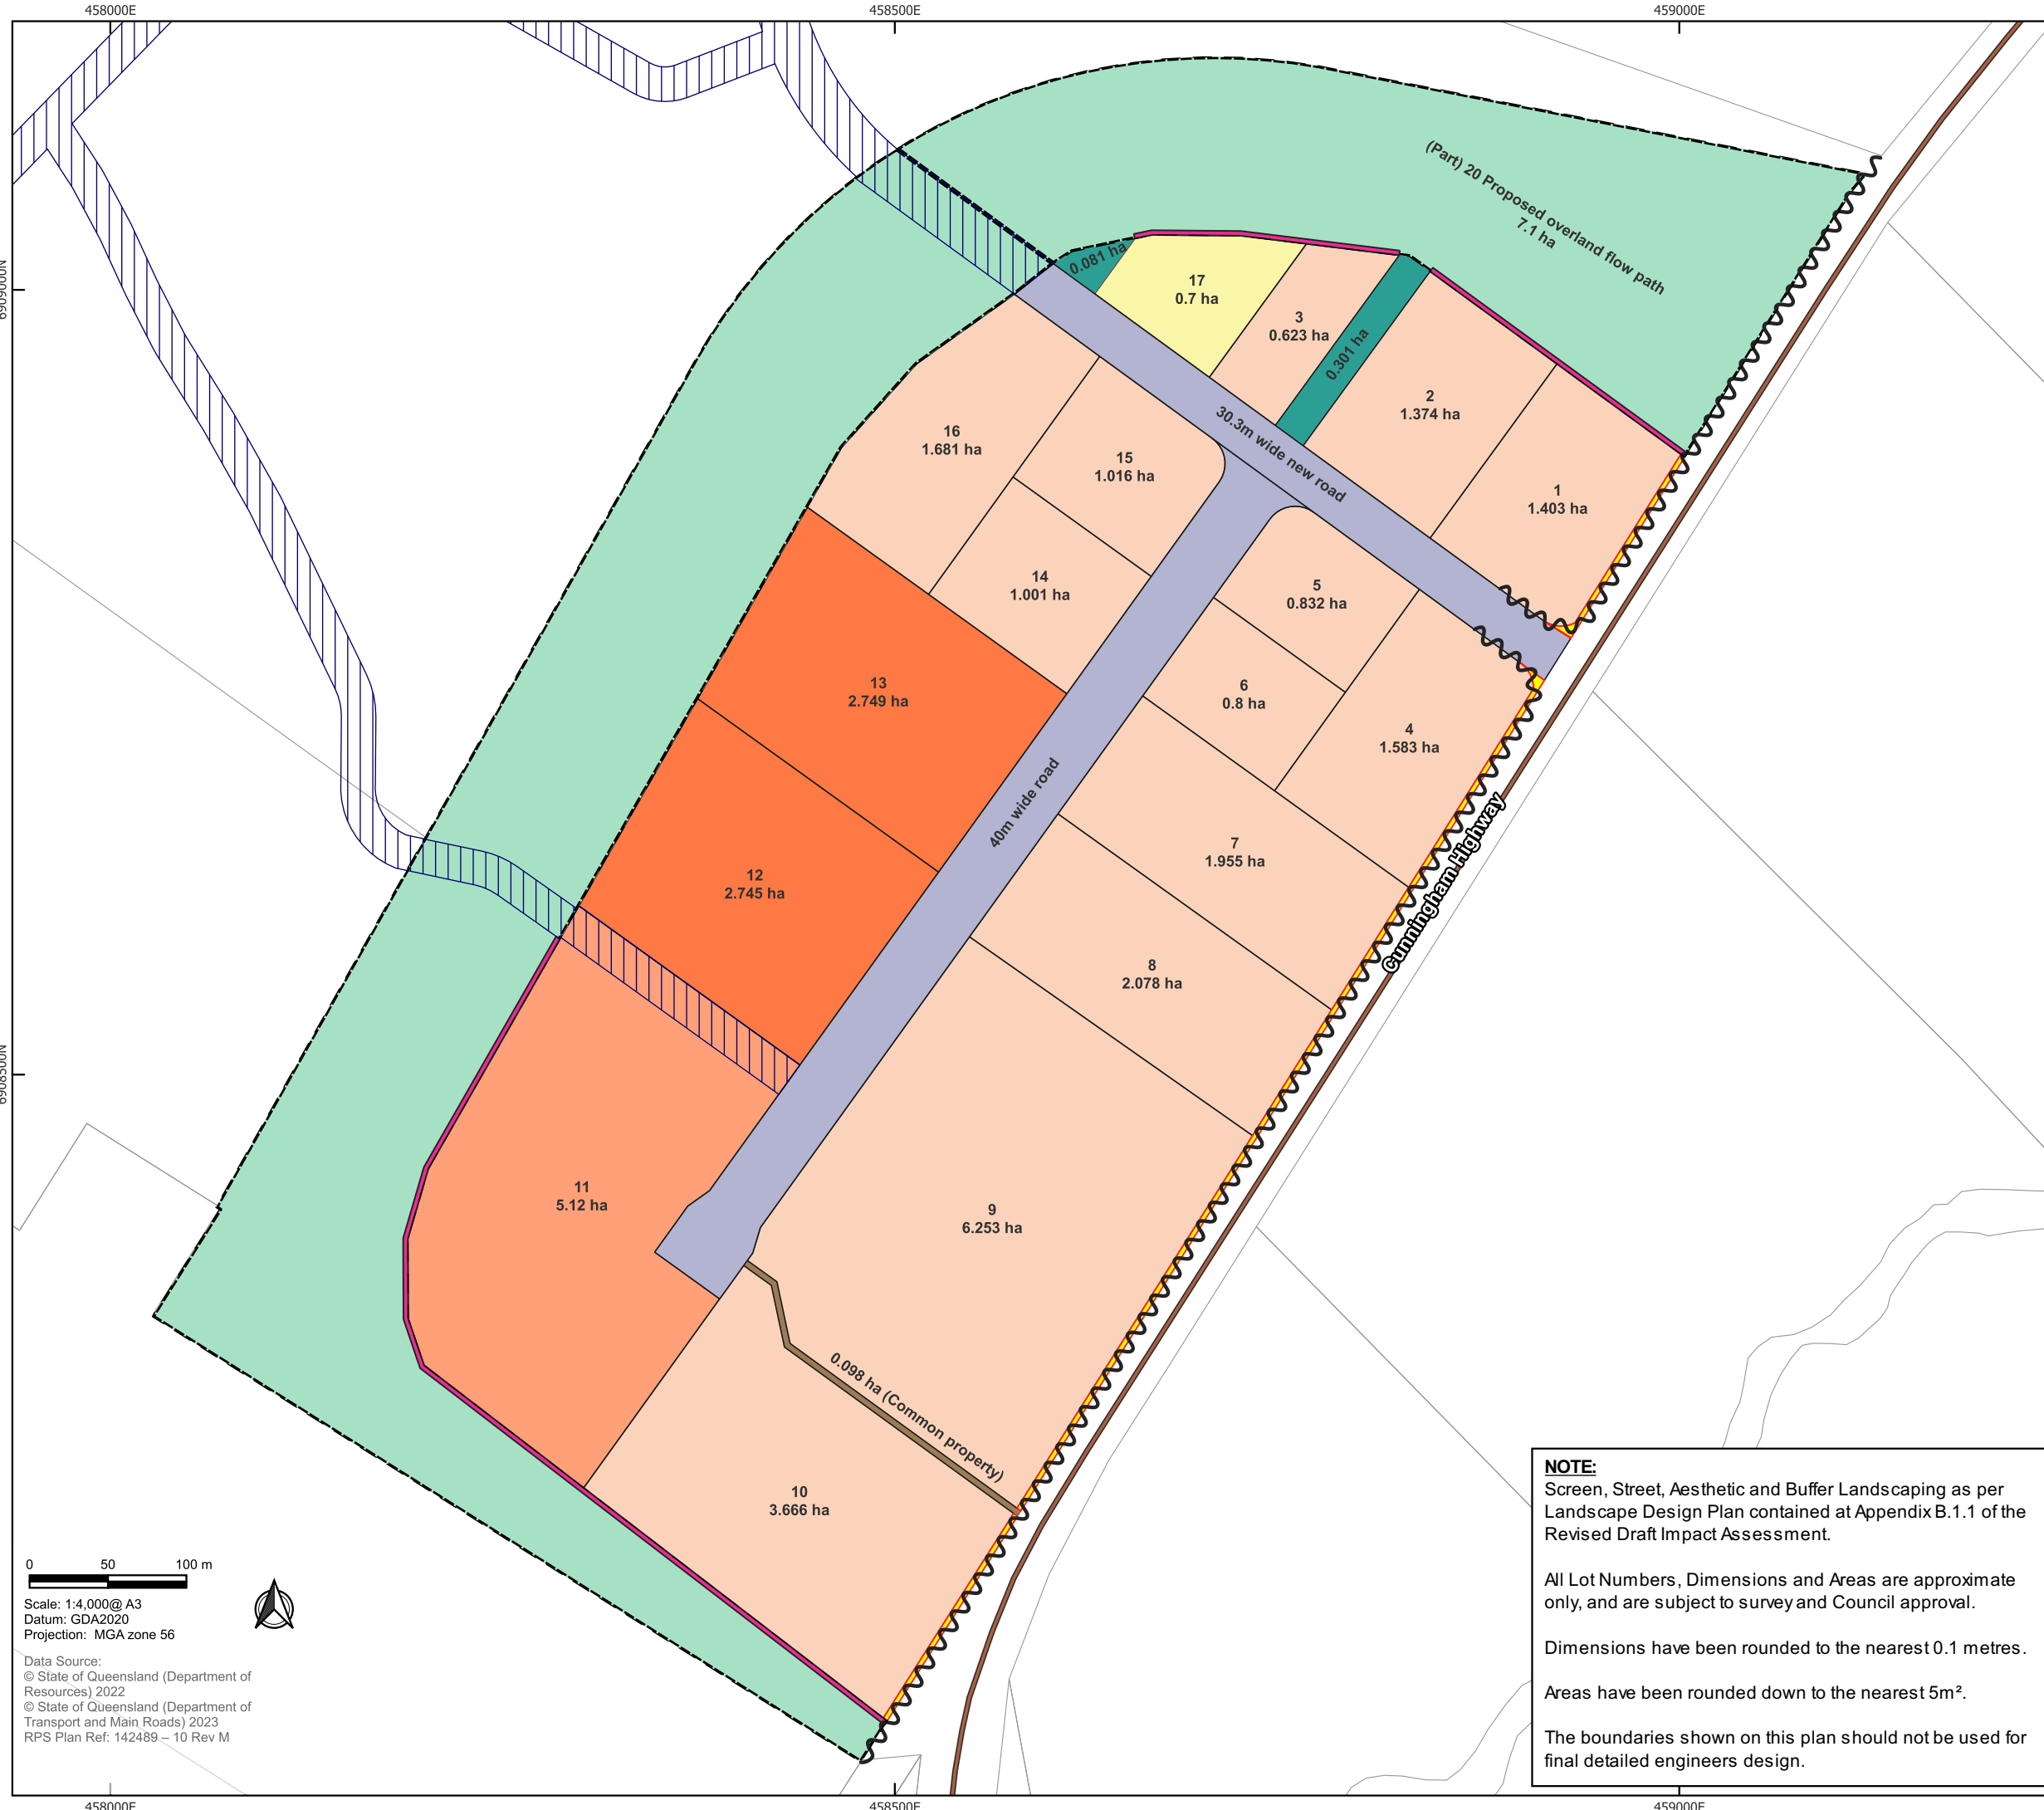 458000E
458500E
459000E
6909000N
6908500N
(Part) 20 Proposed overland flow path
7.1 ha
0.081 ha
17
0.7 ha
3
0.623 ha
0.301 ha
2
1.374 ha
1
1.403 ha
30.3m wide new road
16
1.681 ha
15
1.016 ha
14
1.001 ha
5
0.832 ha
6
0.8 ha
4
1.583 ha
13
2.749 ha
40m wide road
12
2.745 ha
7
1.955 ha
8
2.078 ha
Cunningham Highway
11
5.12 ha
9
6.253 ha
0.098 ha (Common property)
10
3.666 ha
0 50 100 m
Scale: 1:4,000@ A3
Datum: GDA2020
Projection: MGA zone 56
Data Source:
© State of Queensland (Department of
Resources) 2022
© State of Queensland (Department of
Transport and Main Roads) 2023
RPS Plan Ref: 142489 – 10 Rev M
NOTE:
Screen, Street, Aesthetic and Buffer Landscaping as per
Landscape Design Plan contained at Appendix B.1.1 of the
Revised Draft Impact Assessment.
All Lot Numbers, Dimensions and Areas are approximate
only, and are subject to survey and Council approval.
Dimensions have been rounded to the nearest 0.1 metres.
Areas have been rounded down to the nearest 5m².
The boundaries shown on this plan should not be used for
final detailed engineers design.
458000E
458500E
459000E